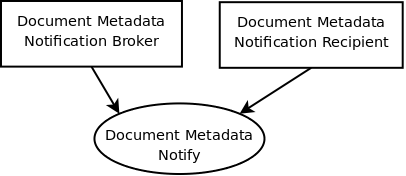 Document Metadata
Notification Broker
Document Metadata
Notification Recipient
Document Metadata
Notify